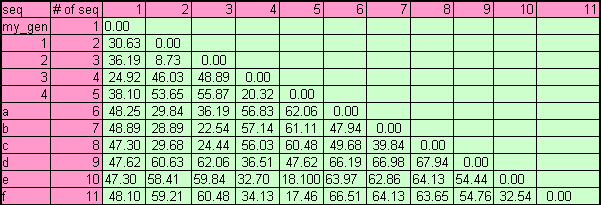 seq # of seq 1 2 3 4 5 6 7 8 9 10 11
my_gen 1 0.00
1 2 30.63 0.00
2 3 36.19 8.73 0.00
3 4 24.92 46.03 48.89 0.00
4 5 38.10 53.65 55.87 20.32 0.00
a 6 48.25 29.84 36.19 56.83 62.06 0.00
b 7 48.89 28.89 22.54 57.14 61.11 47.94 0.00
c 8 47.30 29.68 24.44 56.03 60.48 49.68 39.84 0.00
d 9 47.62 60.63 62.06 36.51 47.62 66.19 66.98 67.94 0.00
e 10 47.30 58.41 59.84 32.70 18.100 63.97 62.86 64.13 54.44 0.00
f 11 48.10 59.21 60.48 34.13 17.46 66.51 64.13 63.65 54.76 32.54 0.00